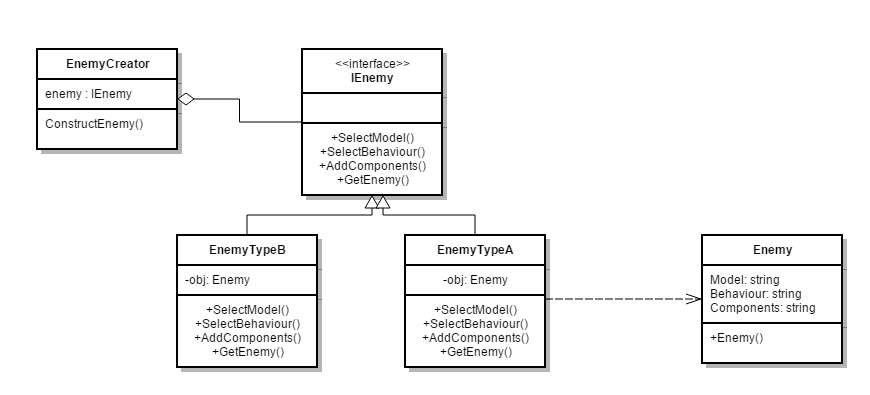 EnemyCreator
enemy : IEnemy
ConstructEnemy()
<<interface>>
IEnemy
+SelectModel()
+SelectBehaviour()
+AddComponents()
+GetEnemy()
EnemyTypeB
-obj: Enemy
+SelectModel()
+SelectBehaviour()
+AddComponents()
+GetEnemy()
EnemyTypeA
-obj: Enemy
+SelectModel()
+SelectBehaviour()
+AddComponents()
+GetEnemy()
Enemy
Model: string
Behaviour: string
Components: string
+Enemy()